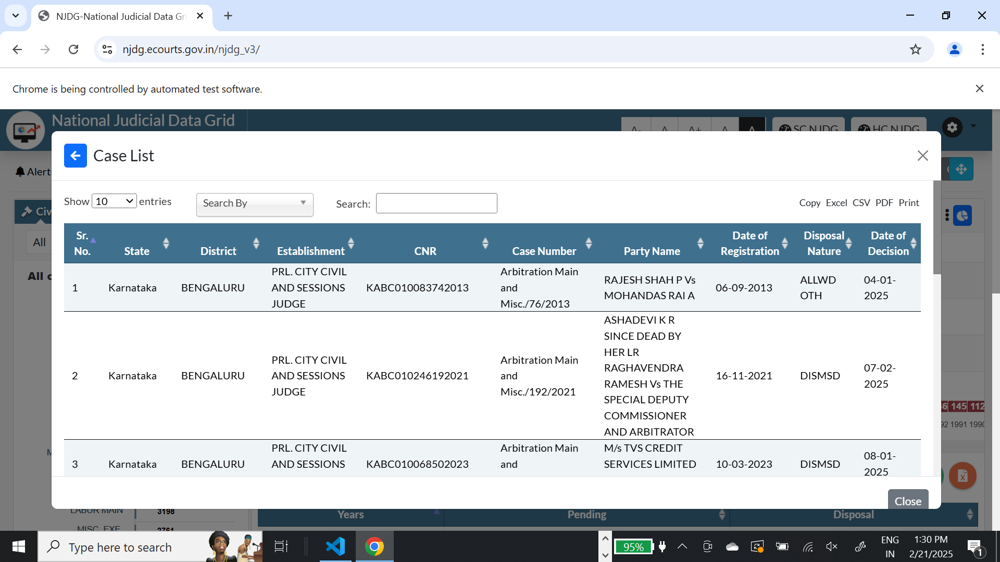 NJDG-National Judicial Data Gri
njdg.ecourts.gov.in/njdg_v3/
Chrome is being controlled by automated test software.
National Judicial Data Grid
A- A A+ A A SC NJDG HC NJDG
Case List
Alerts
Show 10 entries Search By Search: Copy Excel CSV PDF Print
Civ
All
All c
Sr. No. State District Establishment CNR Case Number Party Name Date of Registration Disposal Nature Date of Decision
1 Karnataka BENGALURU PRL. CITY CIVIL AND SESSIONS JUDGE KABC010083742013 Arbitration Main and Misc./76/2013 RAJESH SHAH P Vs MOHANDAS RAI A 06-09-2013 ALLWD OTH 04-01-2025
2 Karnataka BENGALURU PRL. CITY CIVIL AND SESSIONS JUDGE KABC010246192021 Arbitration Main and Misc./192/2021 ASHADEVI K R SINCE DEAD BY HER LR RAGHAVENDRA RAMESH Vs THE SPECIAL DEPUTY COMMISSIONER AND ARBITRATOR 16-11-2021 DISMSD 07-02-2025
3 Karnataka BENGALURU PRL. CITY CIVIL AND SESSIONS KABC010068502023 Arbitration Main and M/s TVS CREDIT SERVICES LIMITED 10-03-2023 DISMSD 08-01-2025
145 112
1991 1990
Close
LABUR MAIN 3198
MISC. EXE 2761
Years Pending Disposal
Type here to search
95%
ENG
IN
1:30 PM
2/21/2025
1